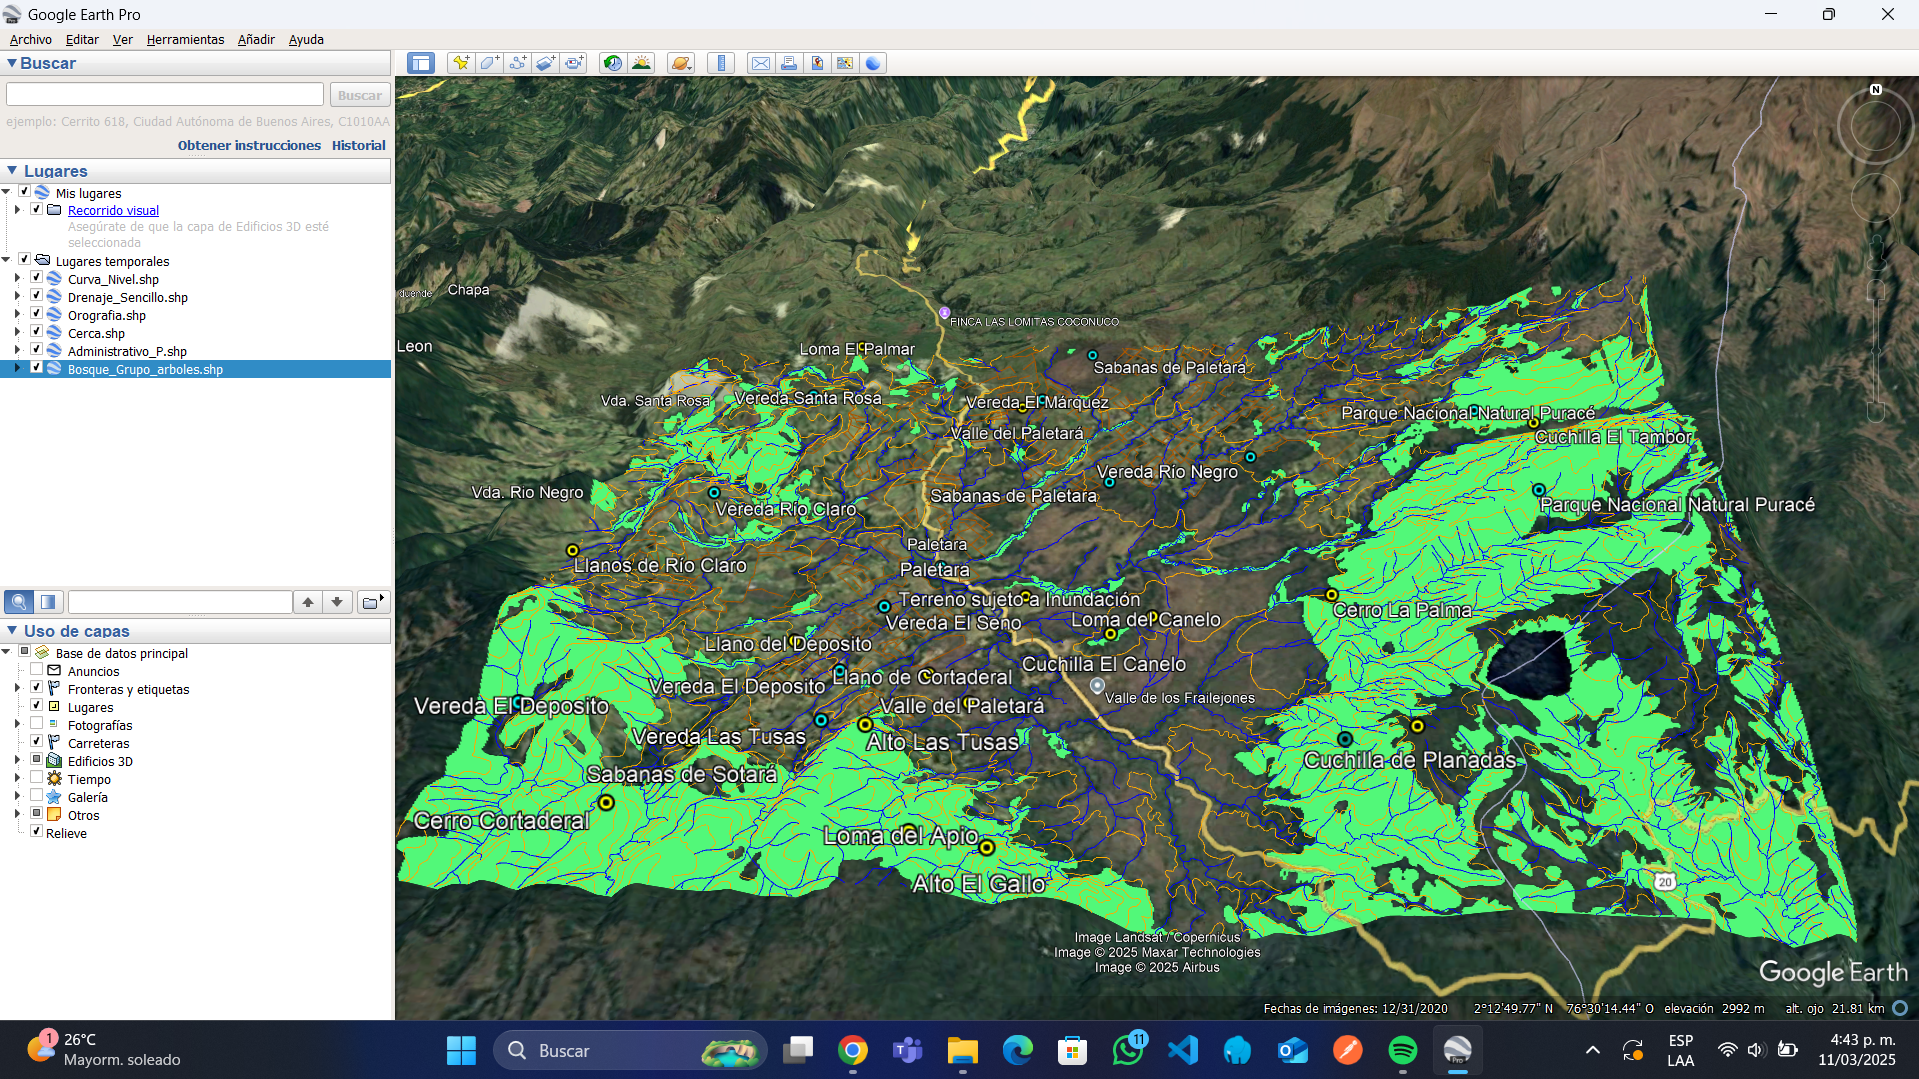 Google Earth Pro
Archivo Editar Ver Herramientas Añadir Ayuda
Buscar
Buscar
ejemplo: Cerrito 618, Ciudad Autónoma de Buenos Aires, C1010AA
Obtener instrucciones Historial
Lugares
Mis lugares
Recorrido visual
Asegúrate de que la capa de Edificios 3D esté
seleccionada
Lugares temporales
Curva_Nivel.shp
Drenaje_Sencillo.shp
Orografia.shp
Cerca.shp
Administrativo_P.shp
Bosque_Grupo_arboles.shp
Uso de capas
Base de datos principal
Anuncios
Fronteras y etiquetas
Lugares
Fotografías
Carreteras
Edificios 3D
Tiempo
Galería
Otros
Relieve
N
duende
Chapa
FINCA LAS LOMITAS COCONUCO
Leon
Loma El Palmar
Sabanas de Paletara
Vda. Santa Rosa
Vereda Santa Rosa
Vereda El Márquez
Parque Nacional Natural Puracé
Valle del Paletará
Cuchilla El Tambor
Vereda Río Negro
Vda. Rio Negro
Sabanas de Paletara
Parque Nacional Natural Puracé
Vereda Río Claro
Paletara
Llanos de Río Claro
Paletará
Terreno sujeto a Inundación
Cerro La Palma
Vereda El Seno
Loma del Canelo
Llano del Deposito
Cuchilla El Canelo
Llano de Cortaderal
Vereda El Deposito
Valle de los Frailejones
Vereda El Deposito
Valle del Paletará
Vereda Las Tusas
Alto Las Tusas
Cuchilla de Planadas
Sabanas de Sotará
Cerro Cortaderal
Loma del Apio
Alto El Gallo
20
Image Landsat / Copernicus
Image © 2025 Maxar Technologies
Image © 2025 Airbus
Google Earth
Fechas de imágenes: 12/31/2020 2°12'49.77" N 76°30'14.44" O elevación 2992 m alt. ojo 21.81 km
1
26°C
Mayorm. soleado
Buscar
11
Pro
ESP
LAA
4:43 p. m.
11/03/2025